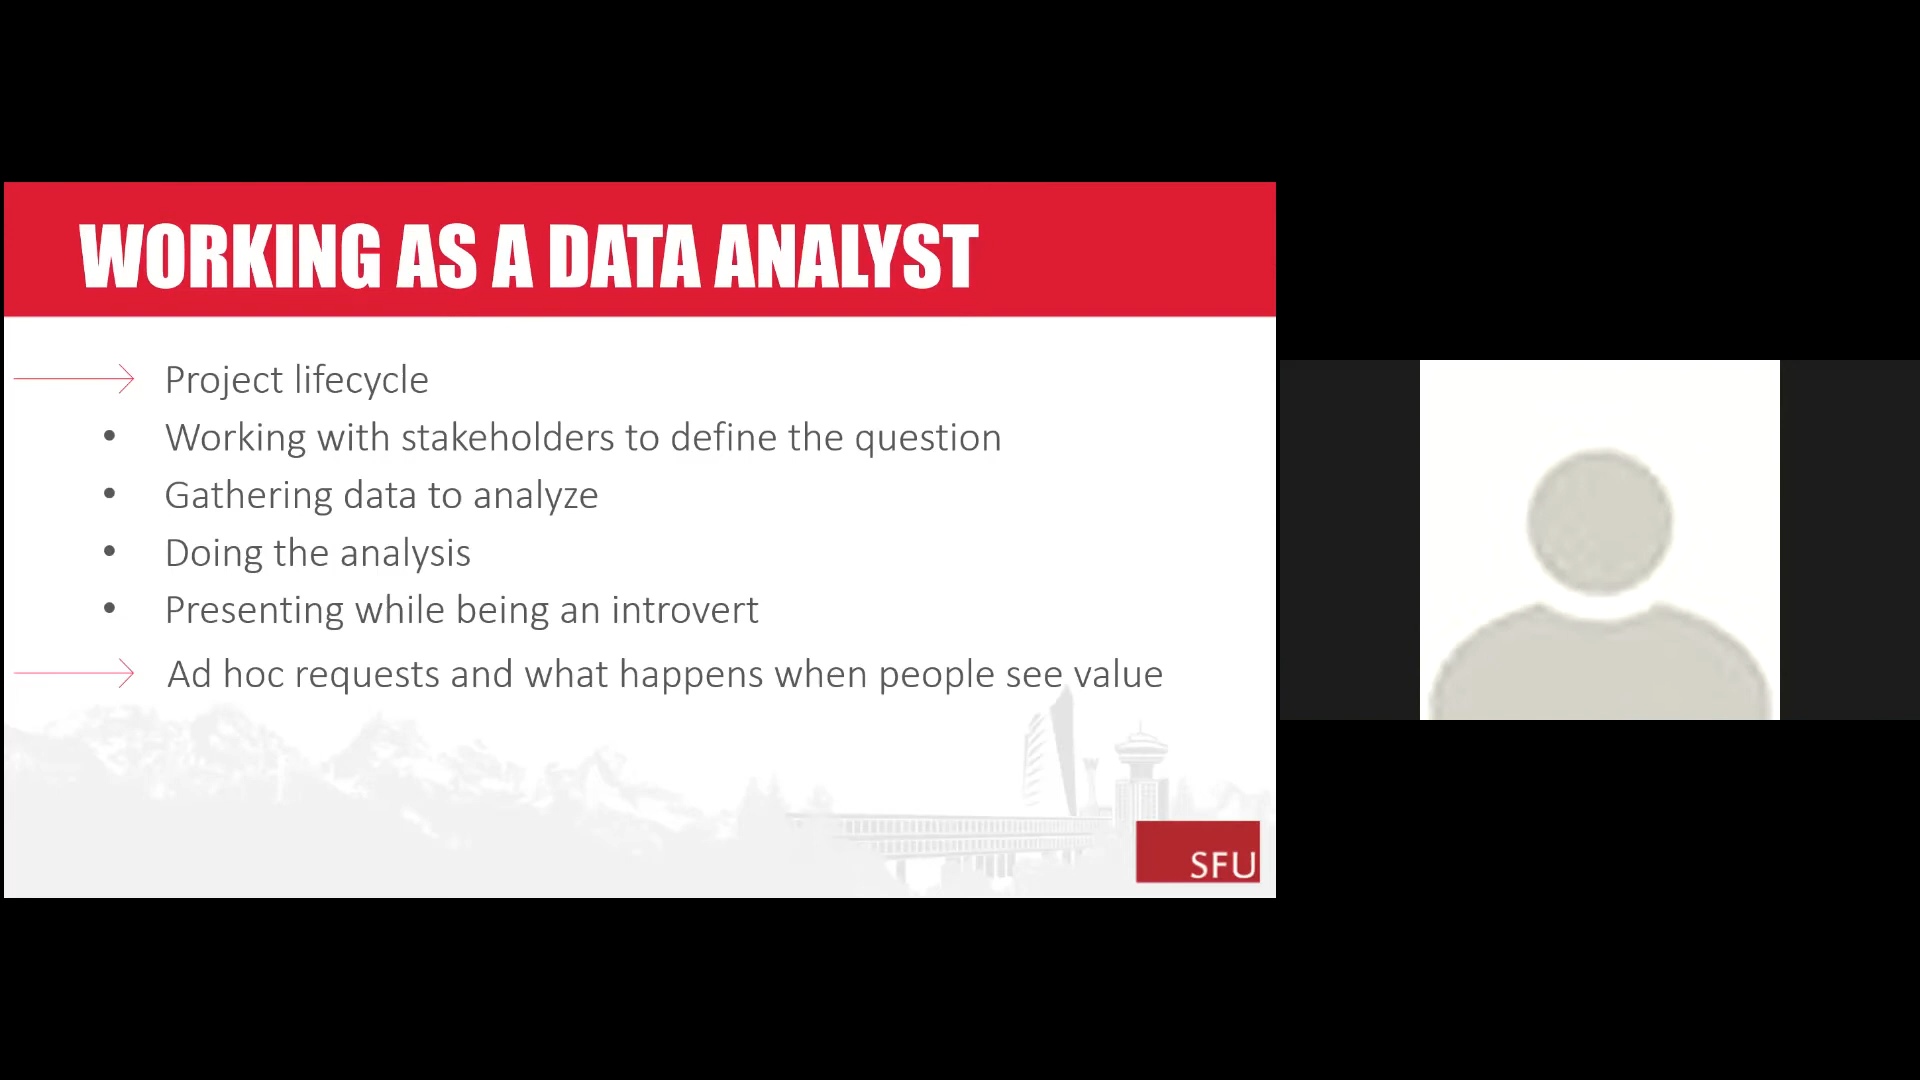 WORKING AS A DATA ANALYST
Project lifecycle
• Working with stakeholders to define the question
• Gathering data to analyze
• Doing the analysis
• Presenting while being an introvert
Ad hoc requests and what happens when people see value
SFU